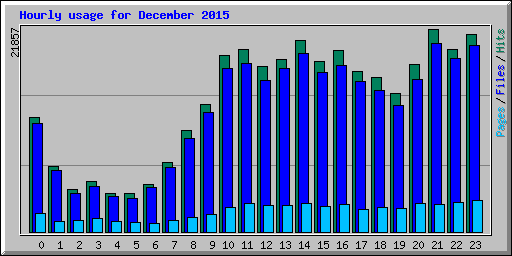 Hourly usage for December 2015
21857
Pages / Files / Hits
0 1 2 3 4 5 6 7 8 9 10 11 12 13 14 15 16 17 18 19 20 21 22 23